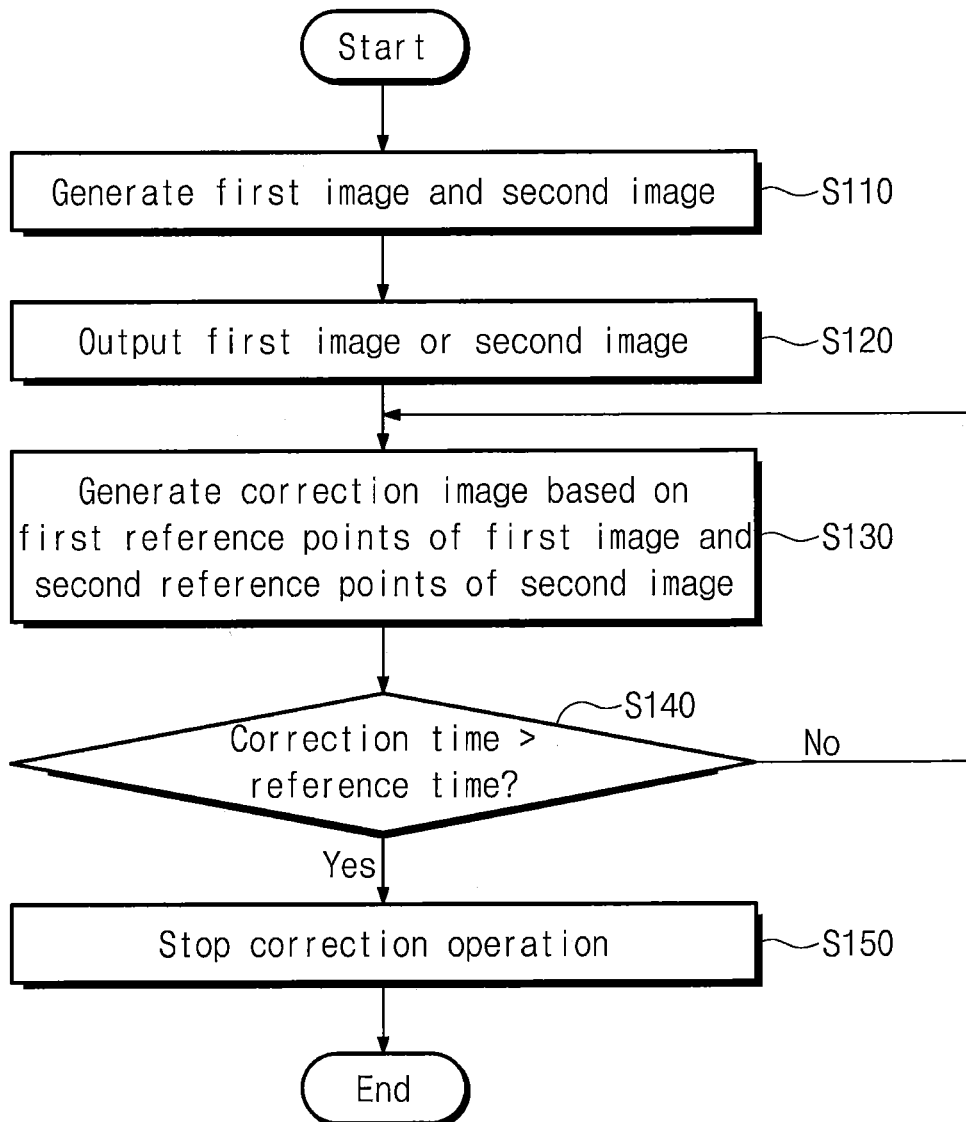 Start
Generate first image and second image
S110
Output first image or second image
S120
Generate correction image based on
first reference points of first image and
second reference points of second image
S130
S140
Correction time >
reference time?
No
Yes
Stop correction operation
S150
End